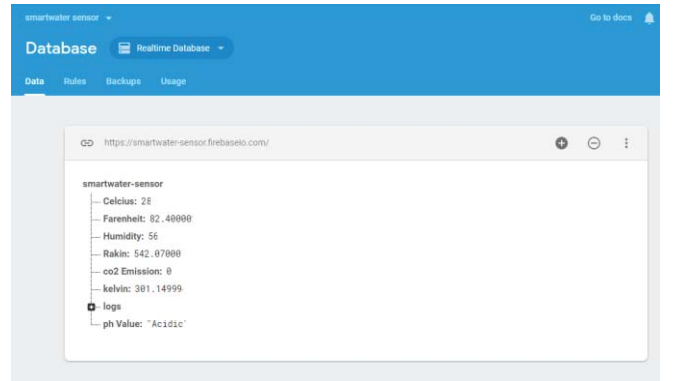 smartwater sensor
Go to docs
Database
Realtime Database
Data Rules Backups Usage
https://smartwater-sensor.firebaseio.com/
smartwater-sensor
Celcius: 28
Farenheit: 82.40000
Humidity: 56
Rakin: 542.07000
co2 Emission: 0
kelvin: 301.14999
logs
ph Value: "Acidic"